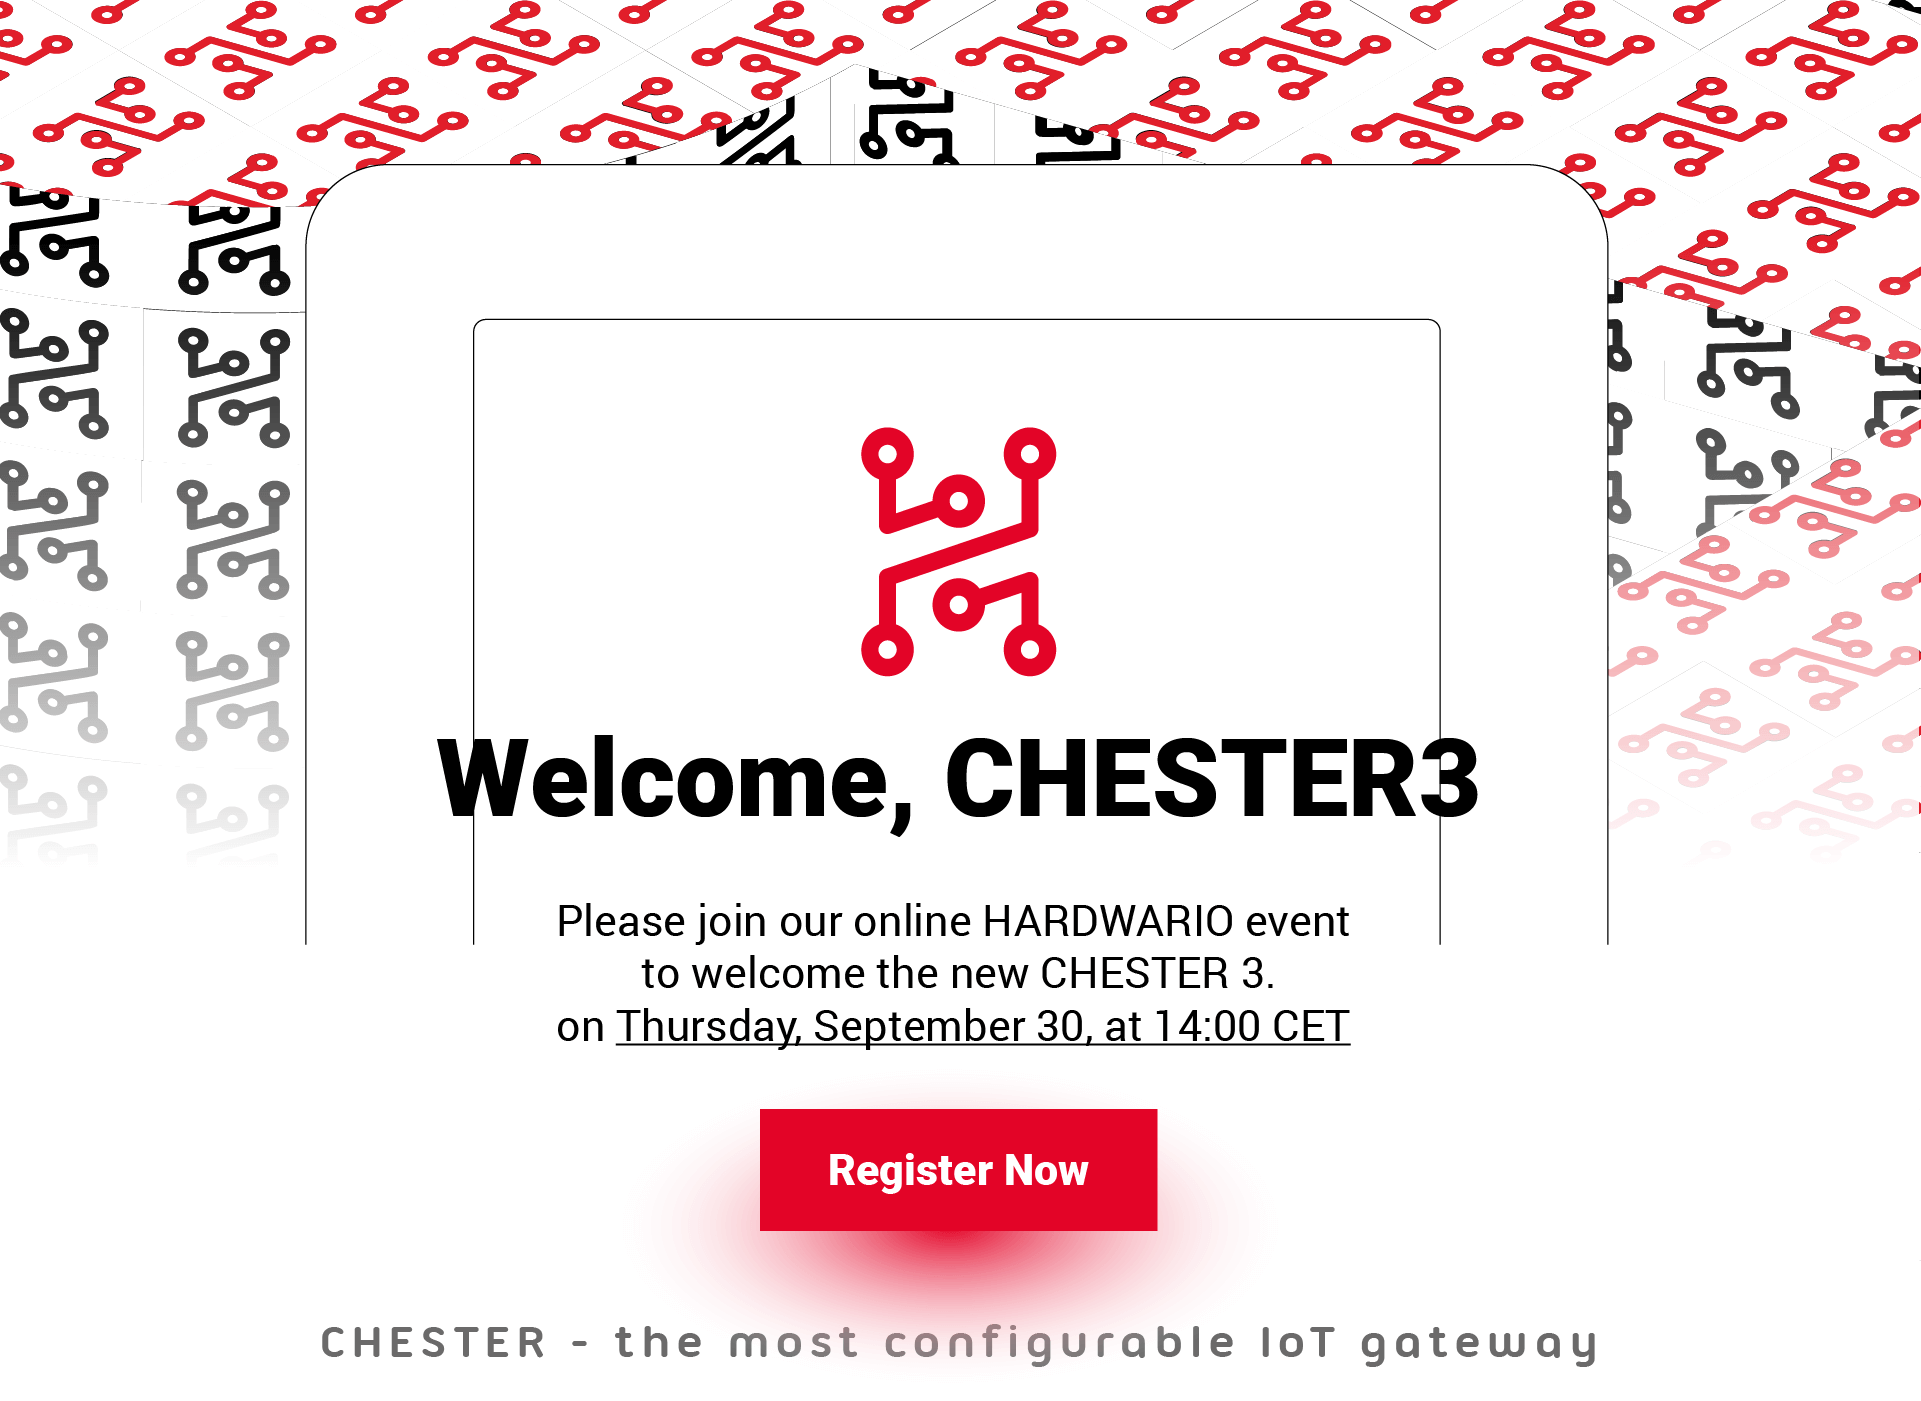 Welcome, CHESTER3
Please join our online HARDWARIO event
to welcome the new CHESTER 3.
on Thursday, September 30, at 14:00 CET
Register Now
CHESTER - the most configurable IoT gateway